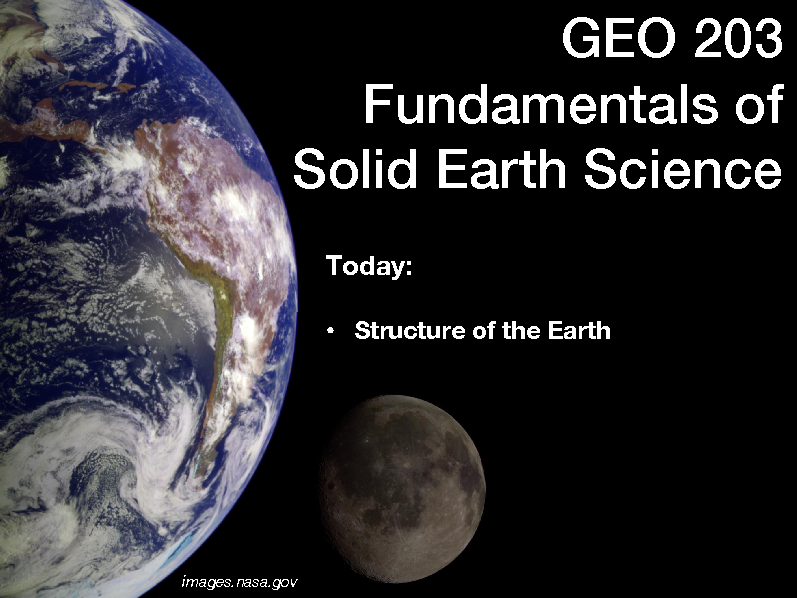 GEO 203
Fundamentals of
Solid Earth Science
Today:
• Structure of the Earth
images.nasa.gov